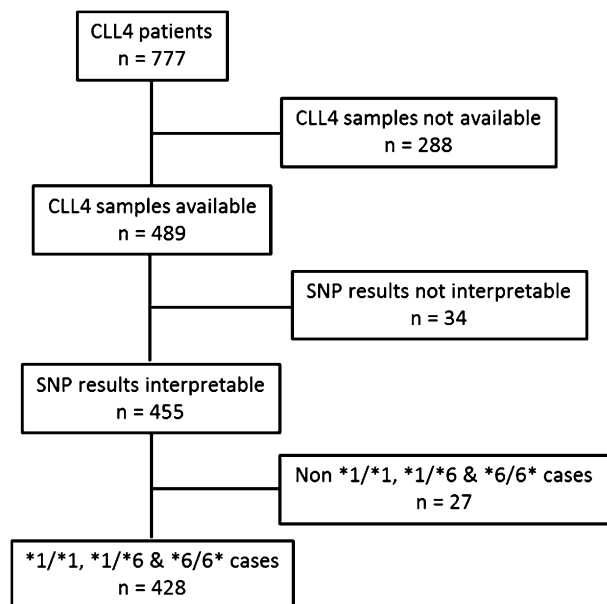 CLL4 patients
n = 777
CLL4 samples not available
n = 288
CLL4 samples available
n = 489
SNP results not interpretable
n = 34
SNP results interpretable
n = 455
Non *1/*1, *1/*6 & *6/6* cases
n = 27
*1/*1, *1/*6 & *6/6* cases
n = 428